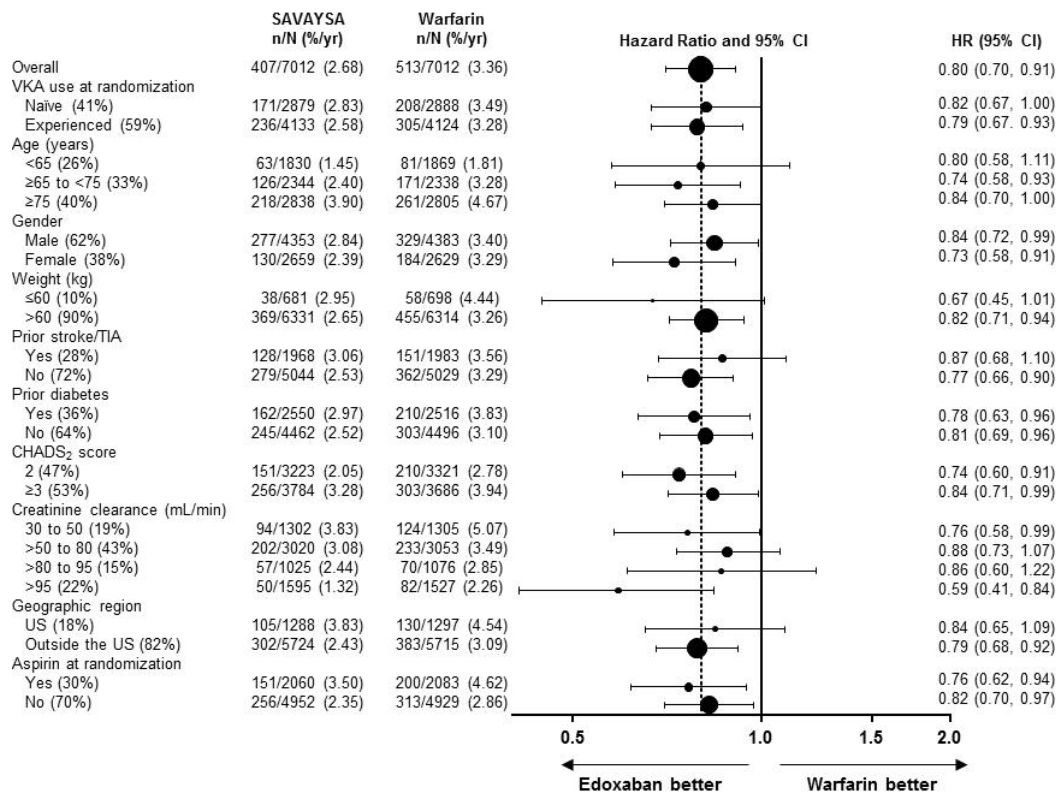 SAVAYSA Warfarin
n/N (%/yr) n/N (%/yr) Hazard Ratio and 95% CI HR (95% CI)
Overall 407/7012 (2.68) 513/7012 (3.36) 0.80 (0.70, 0.91)
VKA use at randomization
Naïve (41%) 171/2879 (2.83) 208/2888 (3.49) 0.82 (0.67, 1.00)
Experienced (59%) 236/4133 (2.58) 305/4124 (3.28) 0.79 (0.67. 0.93)
Age (years)
<65 (26%) 63/1830 (1.45) 81/1869 (1.81) 0.80 (0.58, 1.11)
≥65 to <75 (33%) 126/2344 (2.40) 171/2338 (3.28) 0.74 (0.58, 0.93)
≥75 (40%) 218/2838 (3.90) 261/2805 (4.67) 0.84 (0.70, 1.00)
Gender
Male (62%) 277/4353 (2.84) 329/4383 (3.40) 0.84 (0.72, 0.99)
Female (38%) 130/2659 (2.39) 184/2629 (3.29) 0.73 (0.58, 0.91)
Weight (kg)
≤60 (10%) 38/681 (2.95) 58/698 (4.44) 0.67 (0.45, 1.01)
>60 (90%) 369/6331 (2.65) 455/6314 (3.26) 0.82 (0.71, 0.94)
Prior stroke/TIA
Yes (28%) 128/1968 (3.06) 151/1983 (3.56) 0.87 (0.68, 1.10)
No (72%) 279/5044 (2.53) 362/5029 (3.29) 0.77 (0.66, 0.90)
Prior diabetes
Yes (36%) 162/2550 (2.97) 210/2516 (3.83) 0.78 (0.63, 0.96)
No (64%) 245/4462 (2.52) 303/4496 (3.10) 0.81 (0.69, 0.96)
CHADS₂ score
2 (47%) 151/3223 (2.05) 210/3321 (2.78) 0.74 (0.60, 0.91)
≥3 (53%) 256/3784 (3.28) 303/3686 (3.94) 0.84 (0.71, 0.99)
Creatinine clearance (mL/min)
30 to 50 (19%) 94/1302 (3.83) 124/1305 (5.07) 0.76 (0.58, 0.99)
>50 to 80 (43%) 202/3020 (3.08) 233/3053 (3.49) 0.88 (0.73, 1.07)
>80 to 95 (15%) 57/1025 (2.44) 70/1076 (2.85) 0.86 (0.60, 1.22)
>95 (22%) 50/1595 (1.32) 82/1527 (2.26) 0.59 (0.41, 0.84)
Geographic region
US (18%) 105/1288 (3.83) 130/1297 (4.54) 0.84 (0.65, 1.09)
Outside the US (82%) 302/5724 (2.43) 383/5715 (3.09) 0.79 (0.68, 0.92)
Aspirin at randomization
Yes (30%) 151/2060 (3.50) 200/2083 (4.62) 0.76 (0.62, 0.94)
No (70%) 256/4952 (2.35) 313/4929 (2.86) 0.82 (0.70, 0.97)
0.5 1.0 1.5 2.0
Edoxaban better Warfarin better